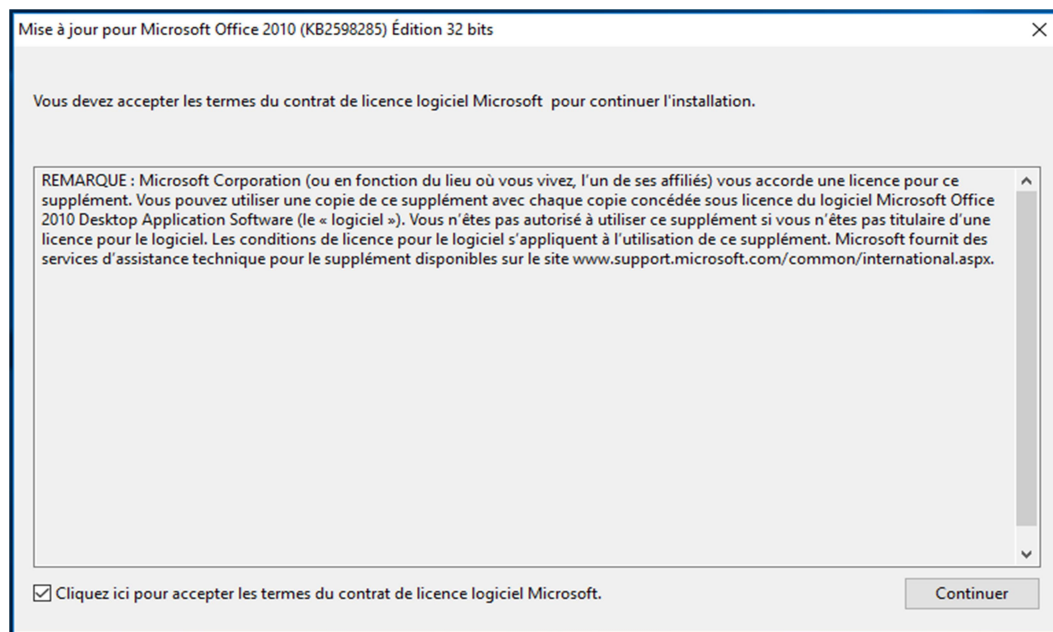 Mise à jour pour Microsoft Office 2010 (KB2598285) Édition 32 bits
Vous devez accepter les termes du contrat de licence logiciel Microsoft  pour continuer l'installation.
REMARQUE : Microsoft Corporation (ou en fonction du lieu où vous vivez, l’un de ses affiliés) vous accorde une licence pour ce
supplément. Vous pouvez utiliser une copie de ce supplément avec chaque copie concédée sous licence du logiciel Microsoft Office
2010 Desktop Application Software (le « logiciel »). Vous n’êtes pas autorisé à utiliser ce supplément si vous n’êtes pas titulaire d’une
licence pour le logiciel. Les conditions de licence pour le logiciel s’appliquent à l’utilisation de ce supplément. Microsoft fournit des
services d’assistance technique pour le supplément disponibles sur le site www.support.microsoft.com/common/international.aspx.
Cliquez ici pour accepter les termes du contrat de licence logiciel Microsoft.
Continuer